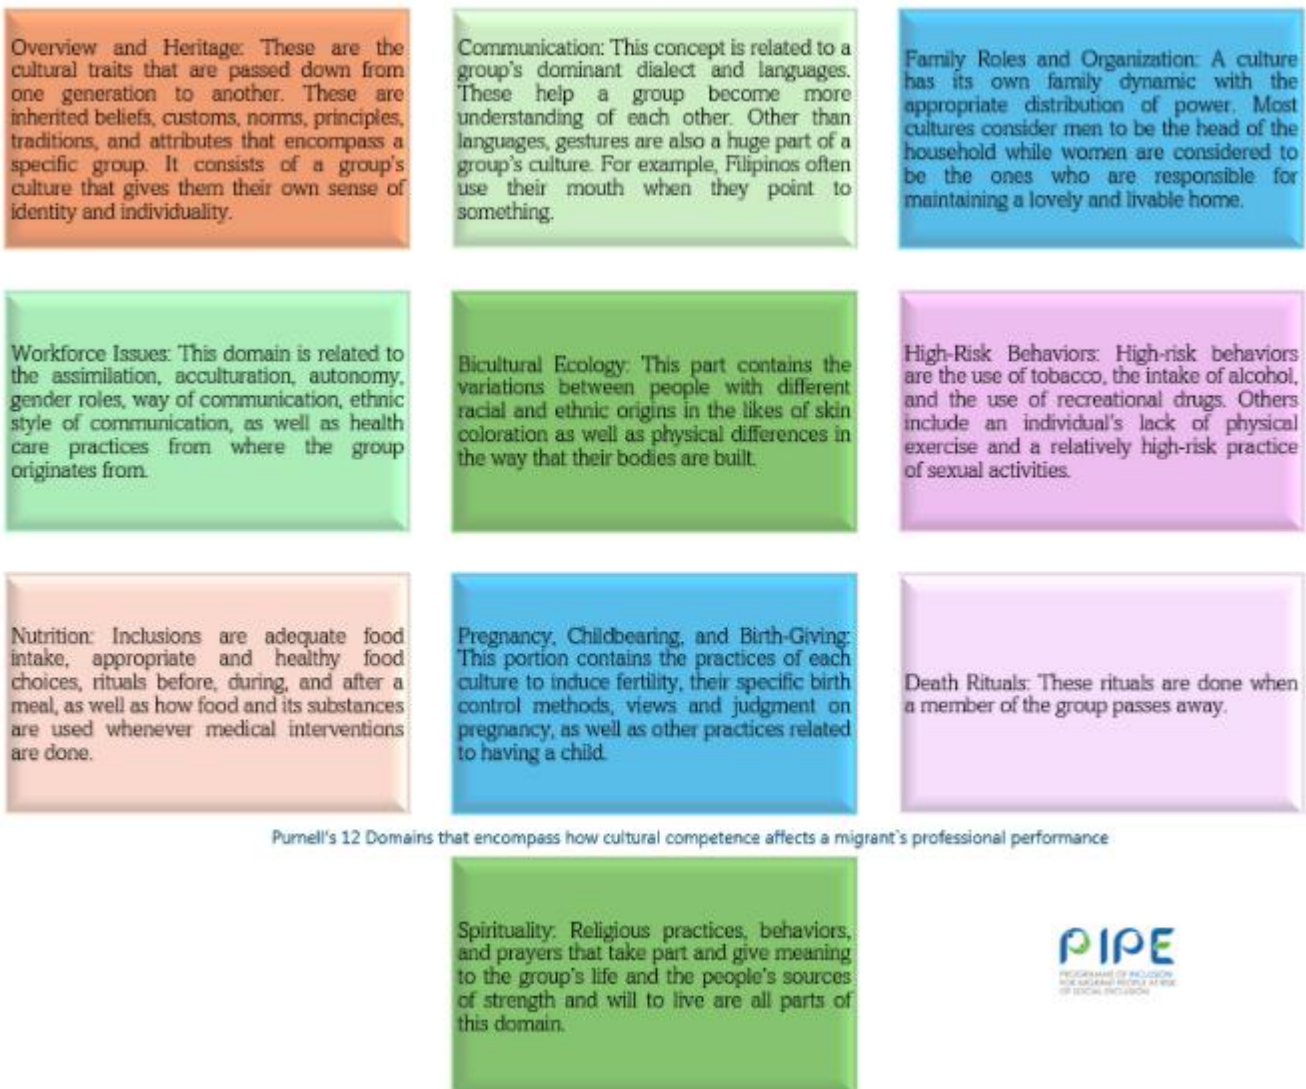 Overview and Heritage: These are the
cultural traits that are passed down from
one generation to another. These are
inherited beliefs, customs, norms, principles,
traditions, and attributes that encompass a
specific group. It consists of a group's
culture that gives them their own sense of
identity and individuality.
Communication: This concept is related to a
group's dominant dialect and languages.
These help a group become more
understanding of each other. Other than
languages, gestures are also a huge part of a
group's culture. For example, Filipinos often
use their mouth when they point to
something.
Family Roles and Organization: A culture
has its own family dynamic with the
appropriate distribution of power. Most
cultures consider men to be the head of the
household while women are considered to
be the ones who are responsible for
maintaining a lovely and livable home.
Workforce Issues: This domain is related to
the assimilation, acculturation, autonomy,
gender roles, way of communication, ethnic
style of communication, as well as health
care practices from where the group
originates from.
Bicultural Ecology: This part contains the
variations between people with different
racial and ethnic origins in the likes of skin
coloration as well as physical differences in
the way that their bodies are built.
High-Risk Behaviors: High-risk behaviors
are the use of tobacco, the intake of alcohol,
and the use of recreational drugs. Others
include an individual's lack of physical
exercise and a relatively high-risk practice
of sexual activities.
Nutrition: Inclusions are adequate food
intake, appropriate and healthy food
choices, rituals before, during, and after a
meal, as well as how food and its substances
are used whenever medical interventions
are done.
Pregnancy, Childbearing, and Birth-Giving:
This portion contains the practices of each
culture to induce fertility, their specific birth
control methods, views and judgment on
pregnancy, as well as other practices related
to having a child.
Death Rituals: These rituals are done when
a member of the group passes away.
Purnell's 12 Domains that encompass how cultural competence affects a migrant`s professional performance
Spirituality: Religious practices, behaviors,
and prayers that take part and give meaning
to the group's life and the people's sources
of strength and will to live are all parts of
this domain.
PIPE
PROGRAMME OF INCLUSION
FOR MIGRANT PEOPLE AT RISK
OF SOCIAL EXCLUSION